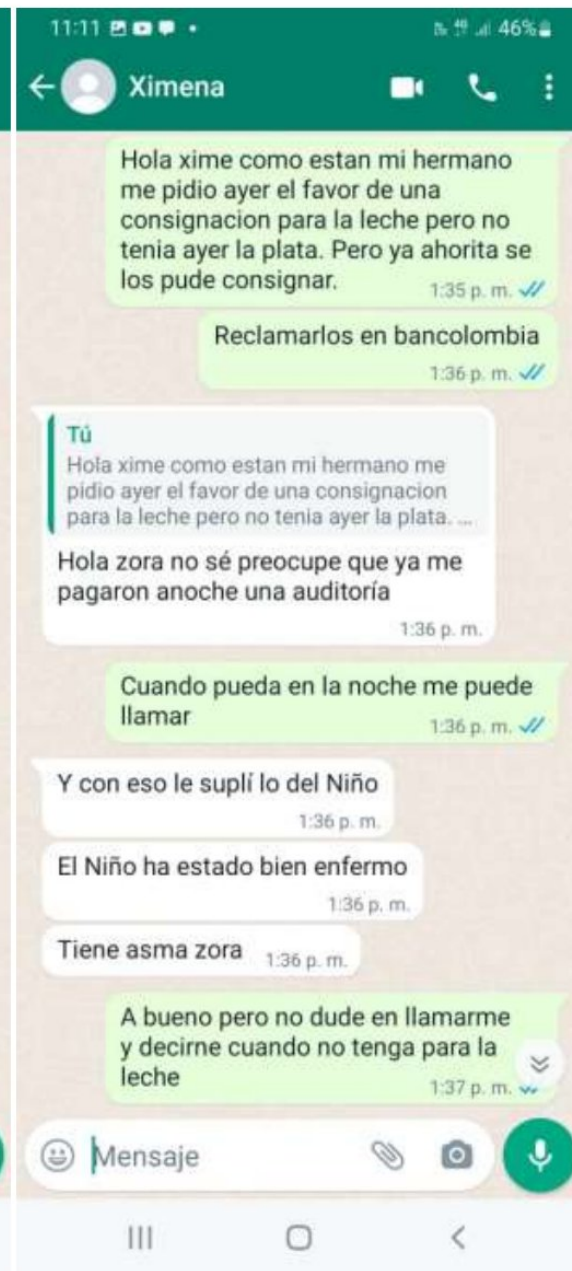 11:11
46%
Ximena
Hola xime como estan mi hermano
me pidio ayer el favor de una
consignacion para la leche pero no
tenia ayer la plata. Pero ya ahorita se
los pude consignar.
1:35 p. m.
Reclamarlos en bancolombia
1:36 p. m.
Tú
Hola xime como estan mi hermano me
pidio ayer el favor de una consignacion
para la leche pero no tenia ayer la plata. ...
Hola zora no sé preocupe que ya me
pagaron anoche una auditoría
1:36 p. m.
Cuando pueda en la noche me puede
llamar
1:36 p. m.
Y con eso le suplí lo del Niño
1:36 p. m.
El Niño ha estado bien enfermo
1:36 p. m.
Tiene asma zora
1:36 p. m.
A bueno pero no dude en llamarme
y decirne cuando no tenga para la
leche
1:37 p. m.
Mensaje